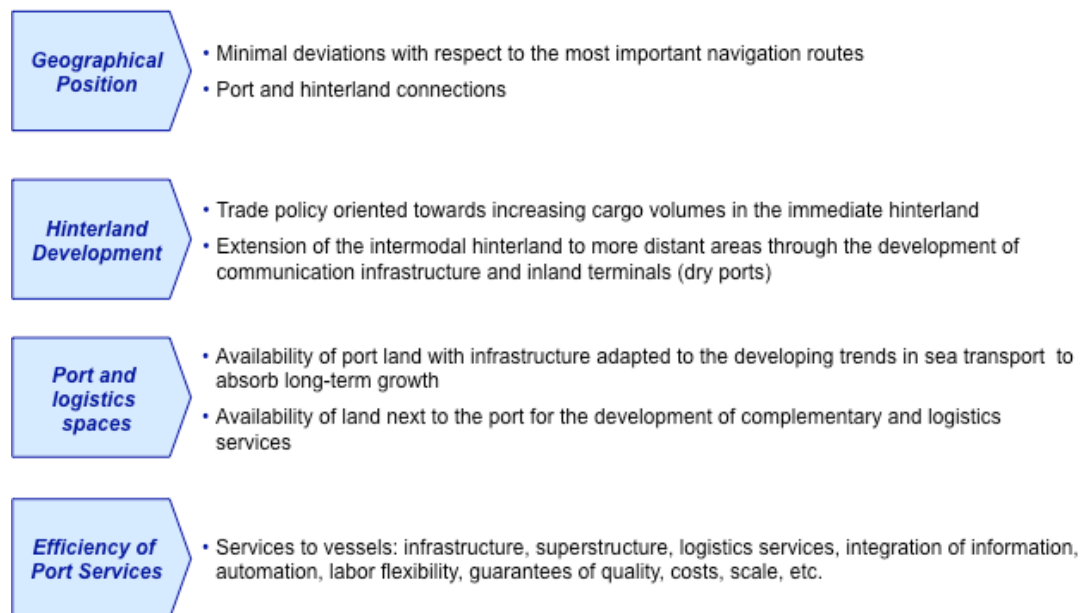 Geographical
Position
• Minimal deviations with respect to the most important navigation routes
• Port and hinterland connections
Hinterland
Development
• Trade policy oriented towards increasing cargo volumes in the immediate hinterland
• Extension of the intermodal hinterland to more distant areas through the development of
communication infrastructure and inland terminals (dry ports)
Port and
logistics
spaces
• Availability of port land with infrastructure adapted to the developing trends in sea transport to
absorb long-term growth
• Availability of land next to the port for the development of complementary and logistics
services
Efficiency of
Port Services
• Services to vessels: infrastructure, superstructure, logistics services, integration of information,
automation, labor flexibility, guarantees of quality, costs, scale, etc.